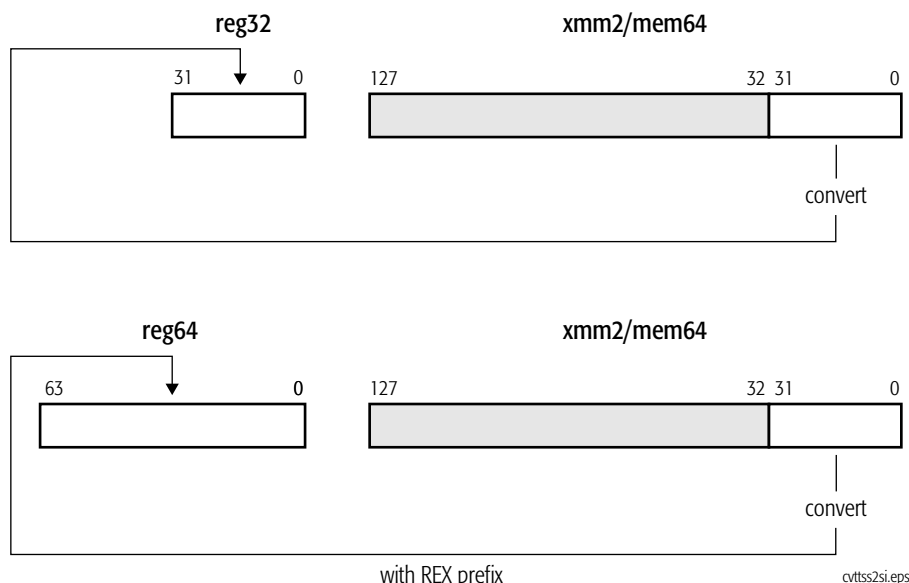 reg32 xmm2/mem64
31 0 127 32 31 0
convert
reg64 xmm2/mem64
63 0 127 32 31 0
convert
with REX prefix
cvttss2si.eps